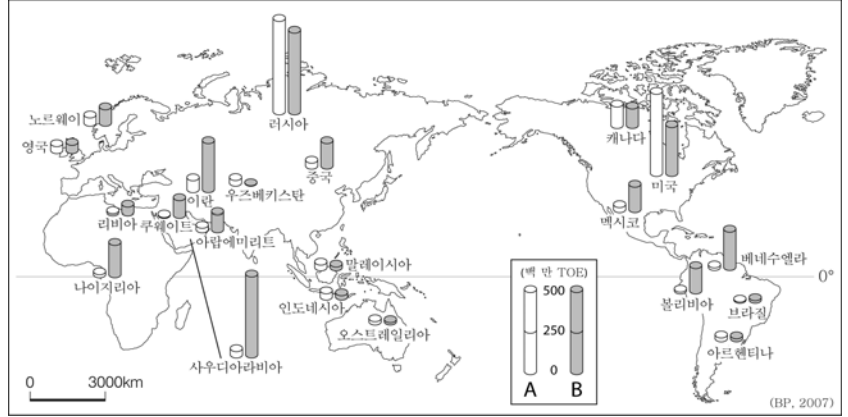 러시아
노르웨이
캐나다
영국
중국
미국
이란
우즈베키스탄
멕시코
리비아
쿠웨이트
아랍에미리트
베네수엘라
말레이시아
(백 만 TOE)
나이지리아
0°
500
볼리비아
인도네시아
브라질
250
오스트레일리아
아르헨티나
사우디아라비아
0
0 3000km
A B
(BP, 2007)